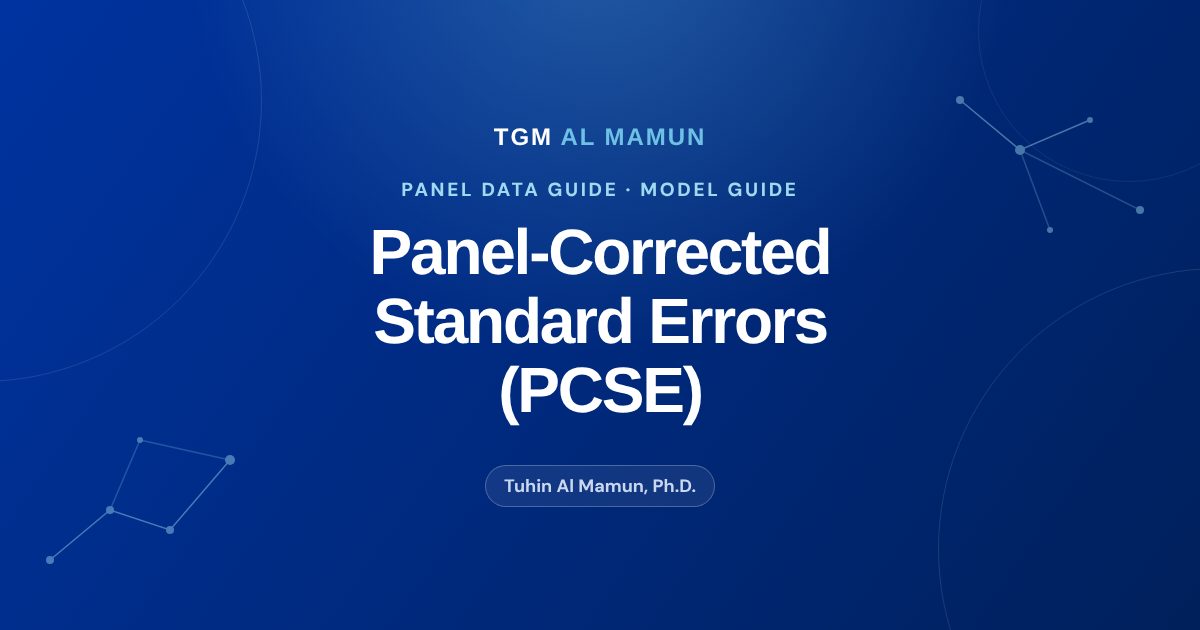 TGM AL MAMUN
PANEL DATA GUIDE · MODEL GUIDE
Panel-Corrected
Standard Errors
(PCSE)
Tuhin Al Mamun, Ph.D.